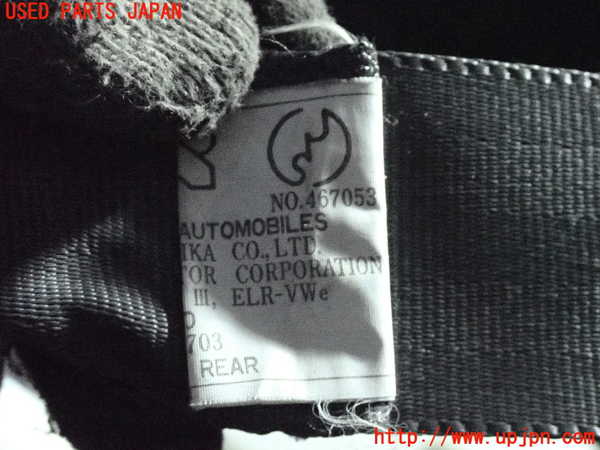 USED PARTS JAPAN
NO.467053
AUTOMOBILES
IKA CO., LTD.
TOR CORPORATION
III, ELR-VWe
703
REAR
http://www.upjpn.com/